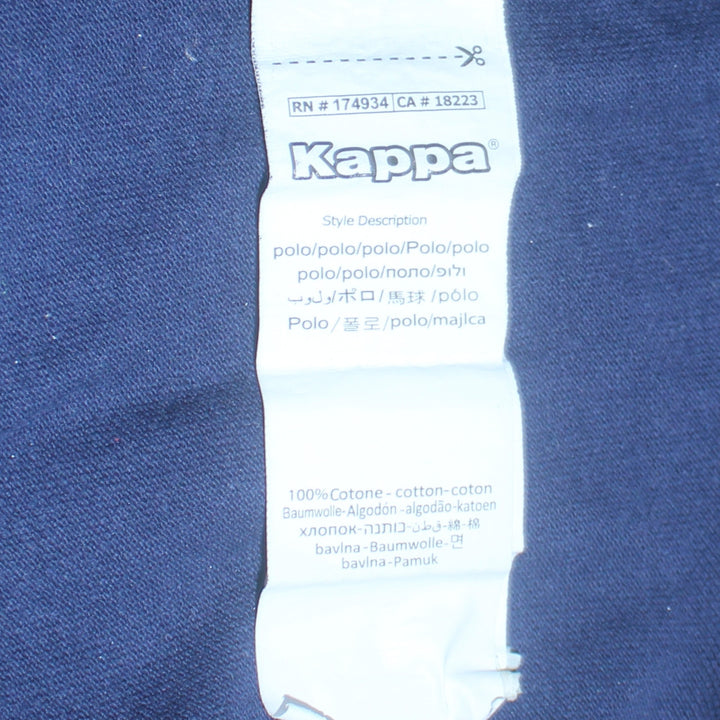 RN # 174934 CA # 18223
Kappa®
Style Description
polo/polo/polo/Polo/polo
polo/polo/поло/פולו
بولو/ポロ/馬球/pólo
Polo/폴로/polo/majlca
100%Cotone - cotton-coton
Baumwolle-Algodón -algodão-katoen
хлопок-כותנה-قطن-綿-棉
bavlna-Baumwolle-면
bavlna-Pamuk